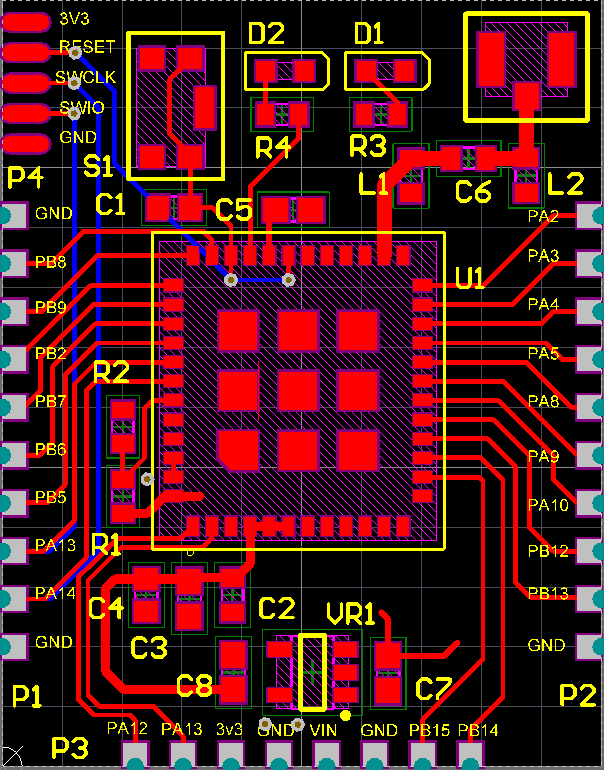 3V3
D2 D1
RESET
SWCLK
SWIO
GND
R4 R3
S1
P4 L1 C6 L2
C1 C5
GND PA2
PB8 PA3
U1
PB9 PA4
PB2 PA5
R2
PB7 PA8
PB6 PA9
PB5 PA10
PA13 PB12
R1
PA14 PB13
C4 C2 VR1
C3
GND GND
C8 C7
P1 P2
PA12 PA13 3v3 GND VIN GND PB15 PB14
P3